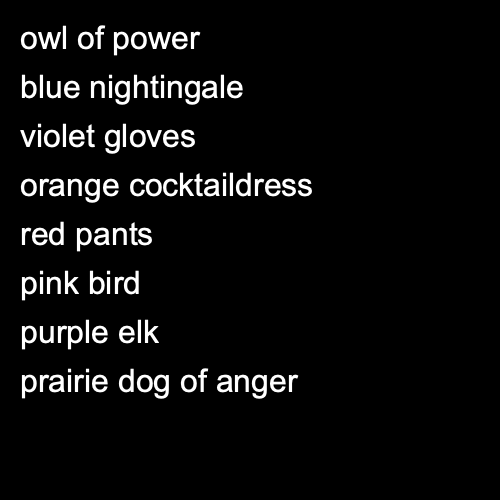 owl of power
blue nightingale
violet gloves
orange cocktaildress
red pants
pink bird
purple elk
prairie dog of anger